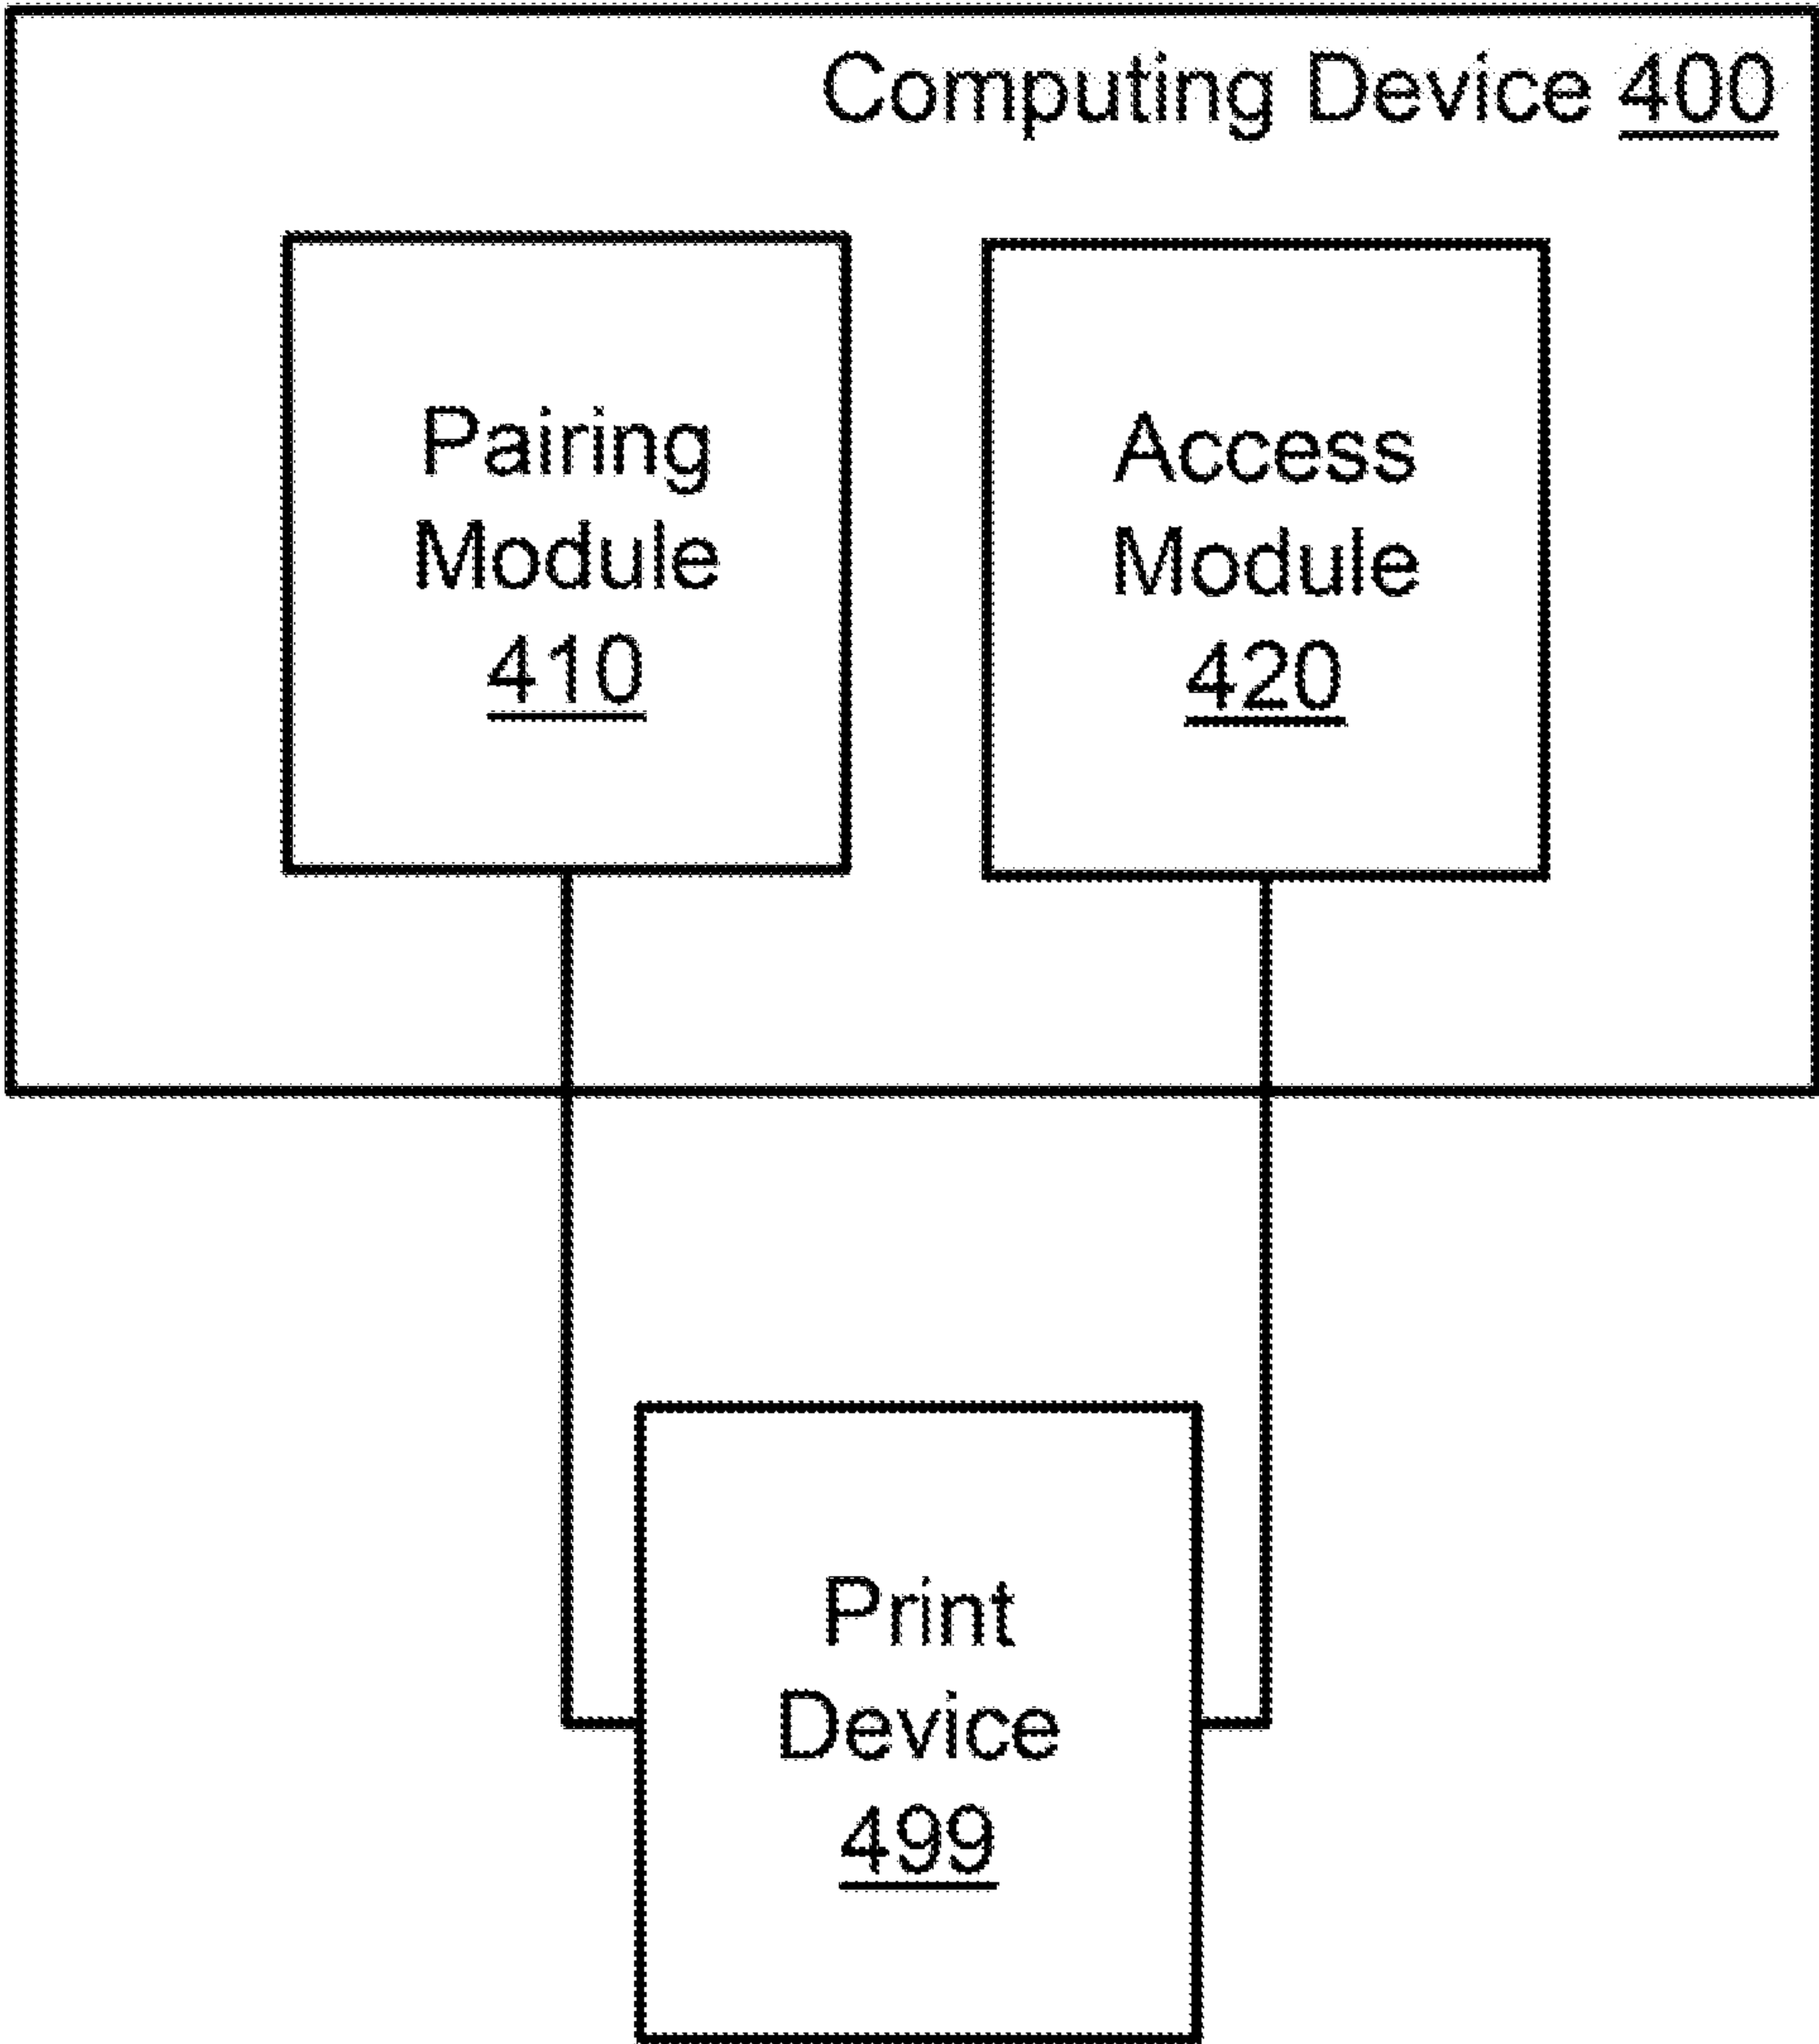 Computing Device 400
Pairing
Module
410
Access
Module
420
Print
Device
499